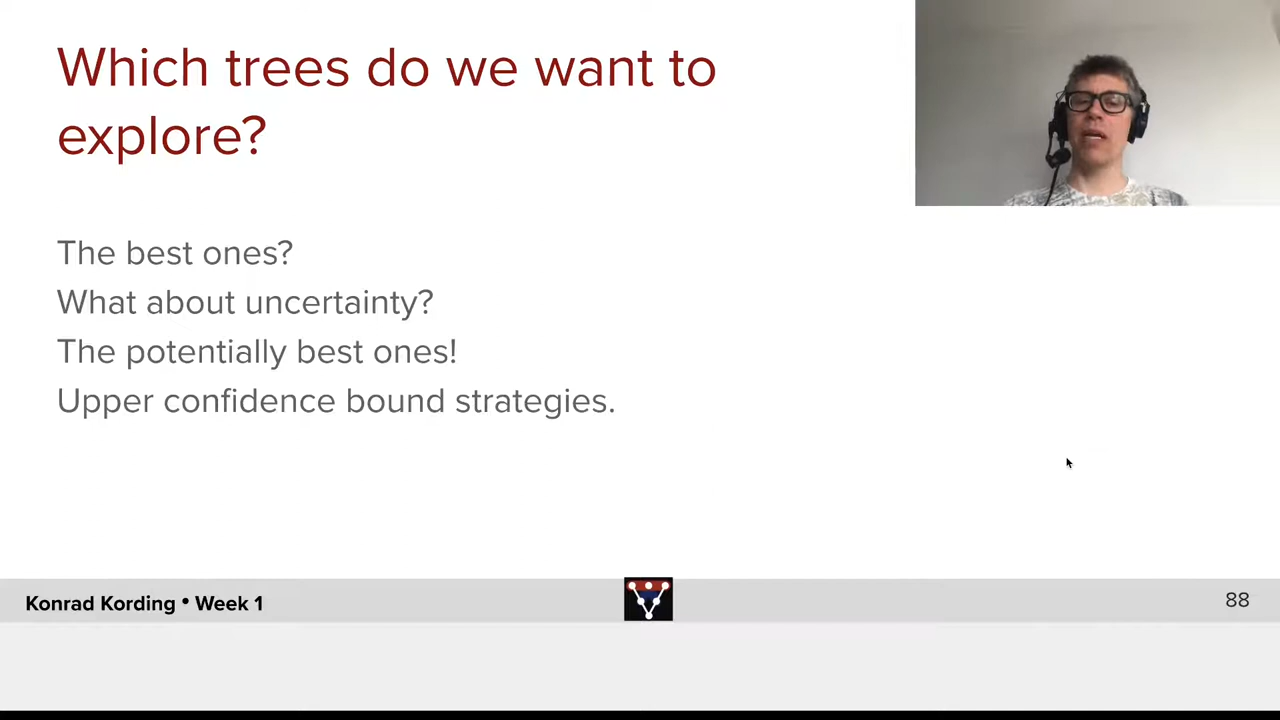 Which trees do we want to
explore?
The best ones?
What about uncertainty?
The potentially best ones!
Upper confidence bound strategies.
Konrad Kording • Week 1
88